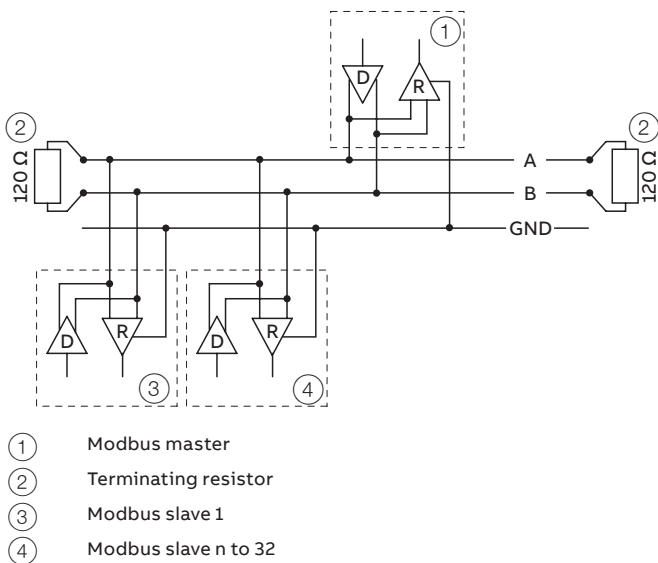 1
D
R
2
120 Ω
A
B
GND
2
120 Ω
D
R
3
D
R
4
1 Modbus master
2 Terminating resistor
3 Modbus slave 1
4 Modbus slave n to 32